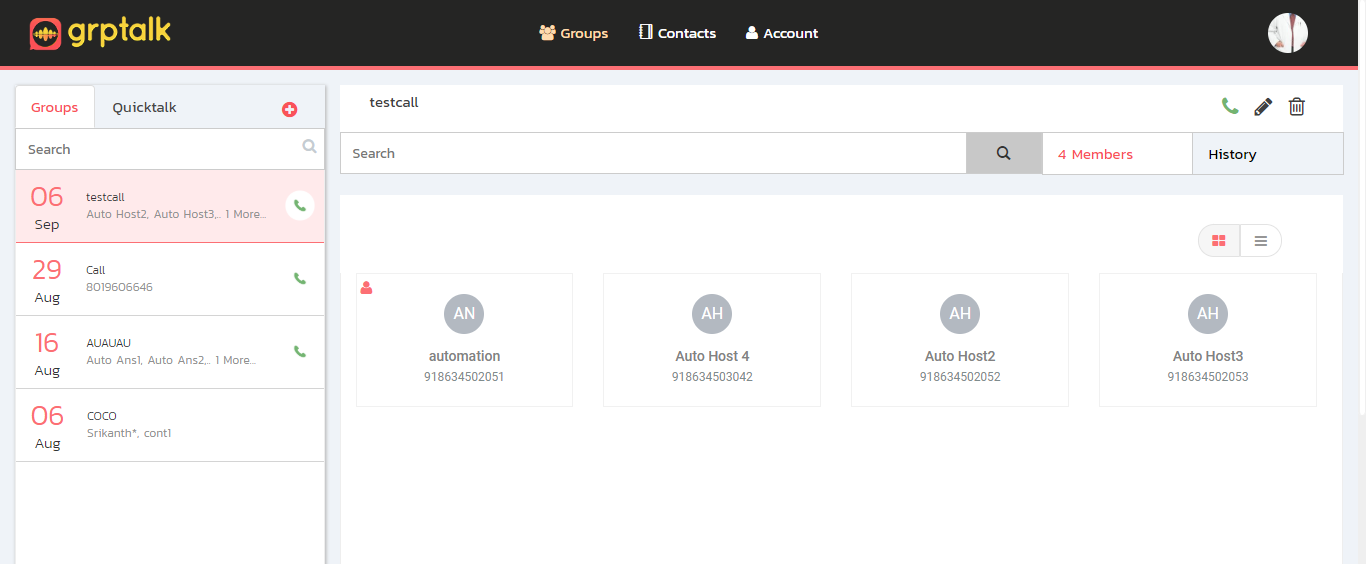 grptalk
Groups Contacts Account
Groups Quicktalk
Search
06 Sep
testcall
Auto Host2, Auto Host3,.. 1 More...
29 Aug
Call
8019606646
16 Aug
AUAUAU
Auto Ans1, Auto Ans2,.. 1 More...
06 Aug
COCO
Srikanth*, cont1
testcall
Search 4 Members History
AN
automation
918634502051
AH
Auto Host 4
918634503042
AH
Auto Host2
918634502052
AH
Auto Host3
918634502053